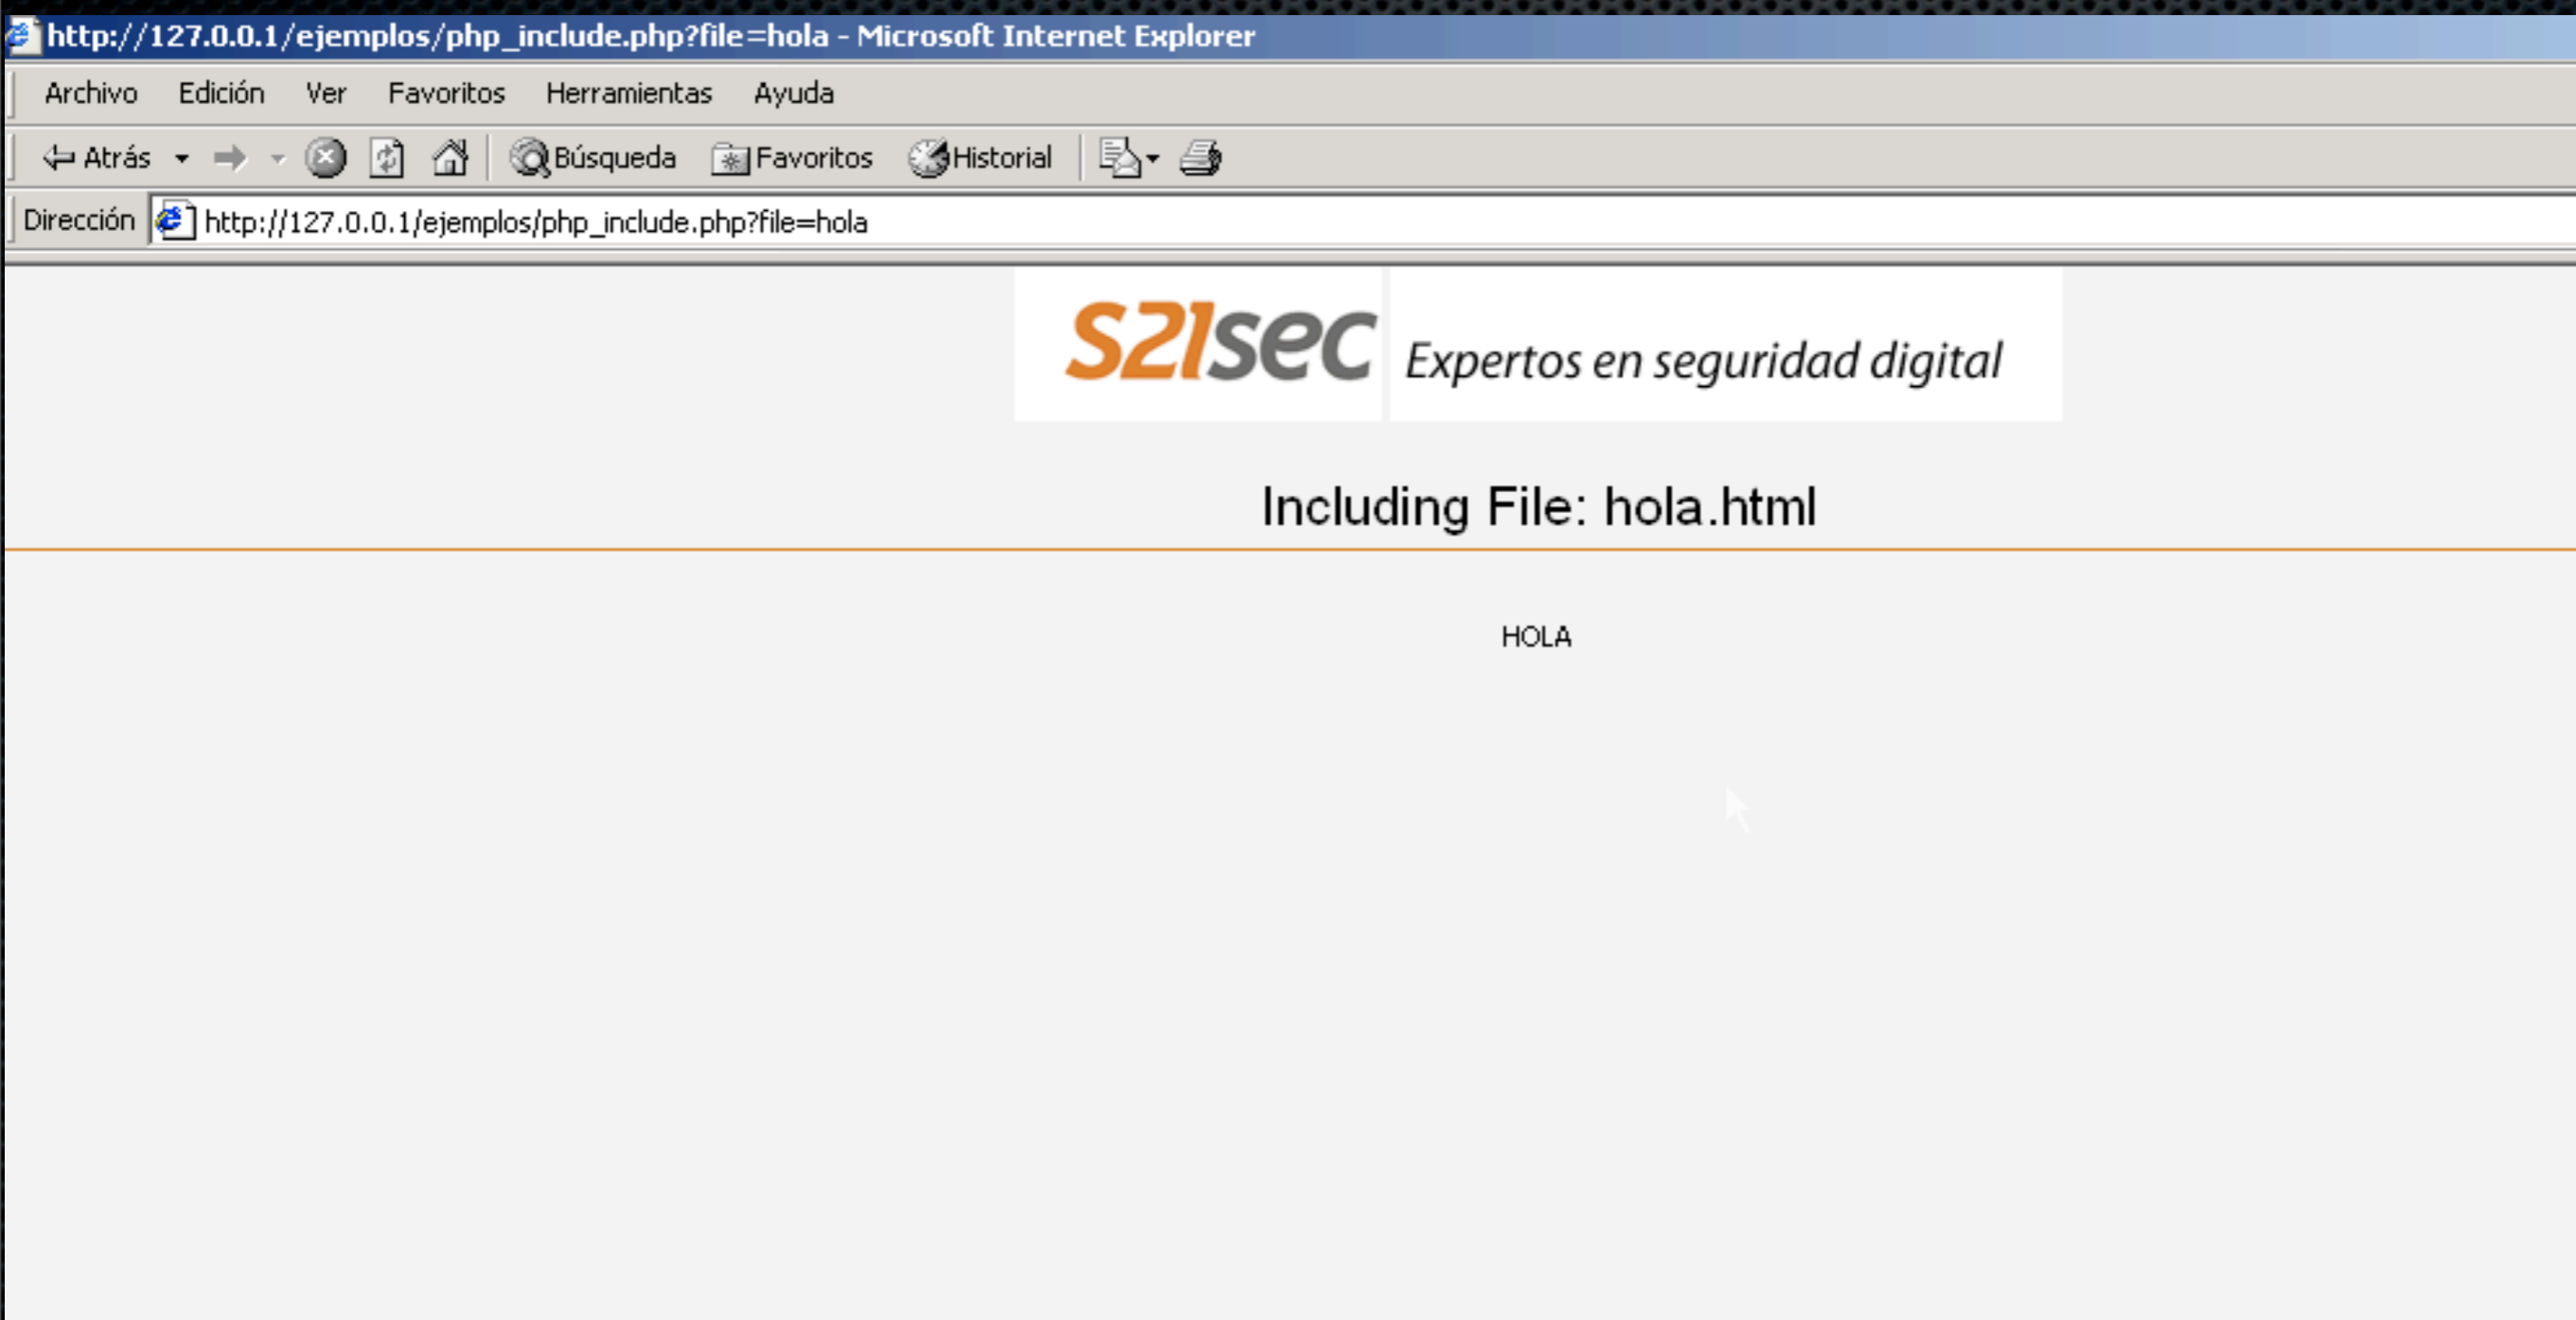 http://127.0.0.1/ejemplos/php_include.php?file=hola - Microsoft Internet Explorer
Archivo Edición Ver Favoritos Herramientas Ayuda
Atrás Búsqueda Favoritos Historial
Dirección http://127.0.0.1/ejemplos/php_include.php?file=hola
S21sec Expertos en seguridad digital
Including File: hola.html
HOLA